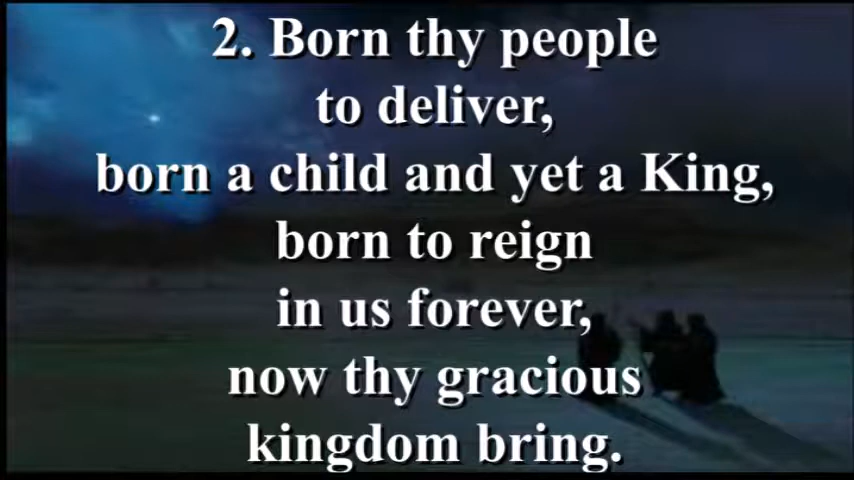 2. Born thy people
to deliver,
born a child and yet a King,
born to reign
in us forever,
now thy gracious
kingdom bring.